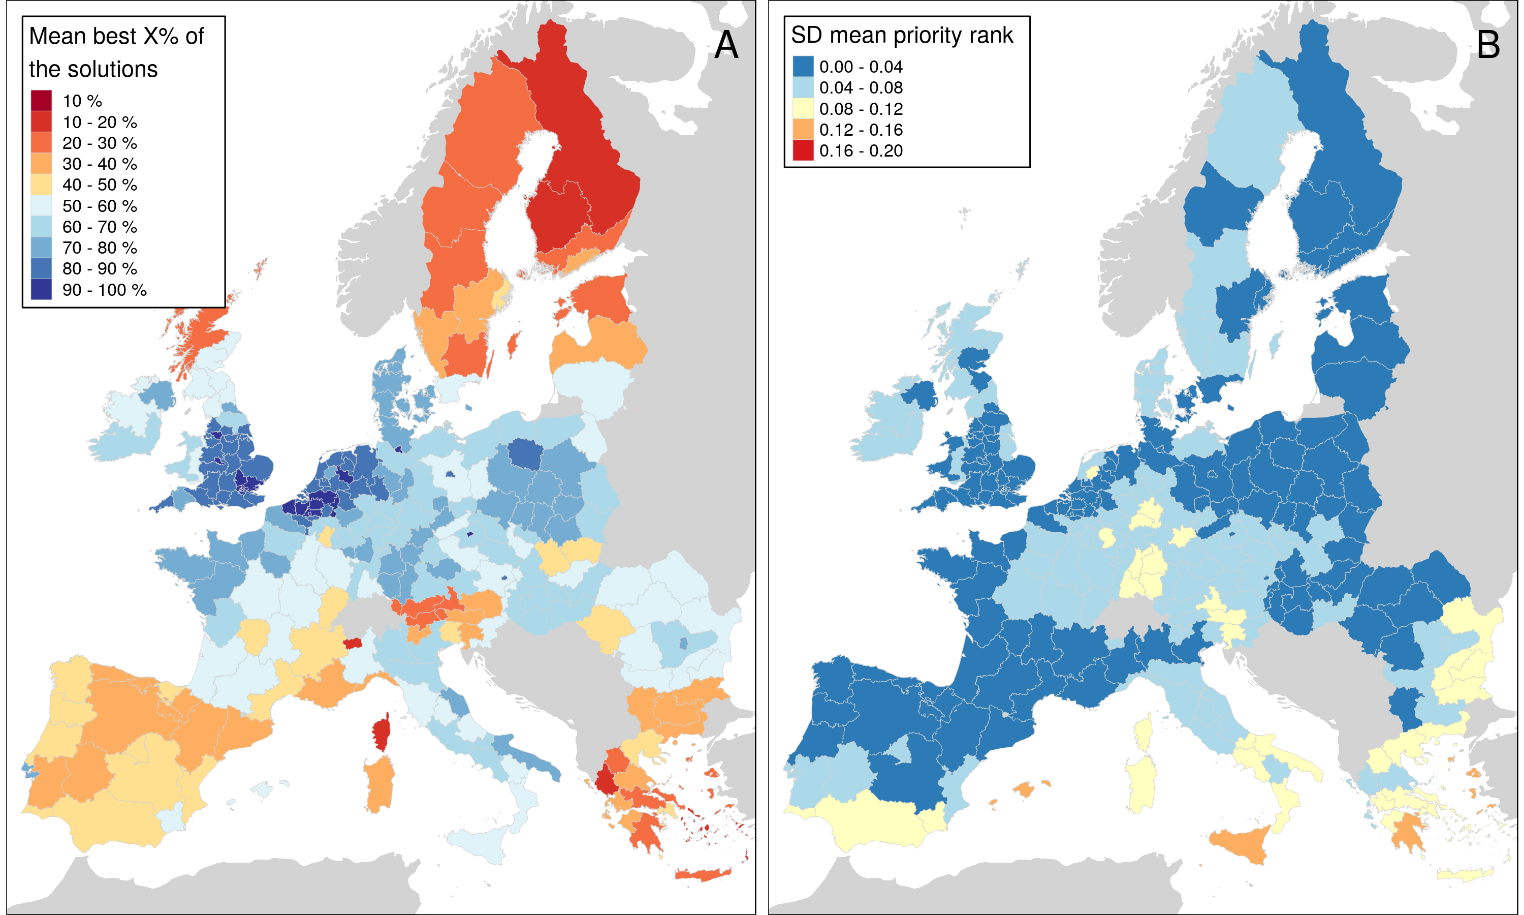 Mean best X% of
the solutions
10 %
10 - 20 %
20 - 30 %
30 - 40 %
40 - 50 %
50 - 60 %
60 - 70 %
70 - 80 %
80 - 90 %
90 - 100 %
A
SD mean priority rank
0.00 - 0.04
0.04 - 0.08
0.08 - 0.12
0.12 - 0.16
0.16 - 0.20
B